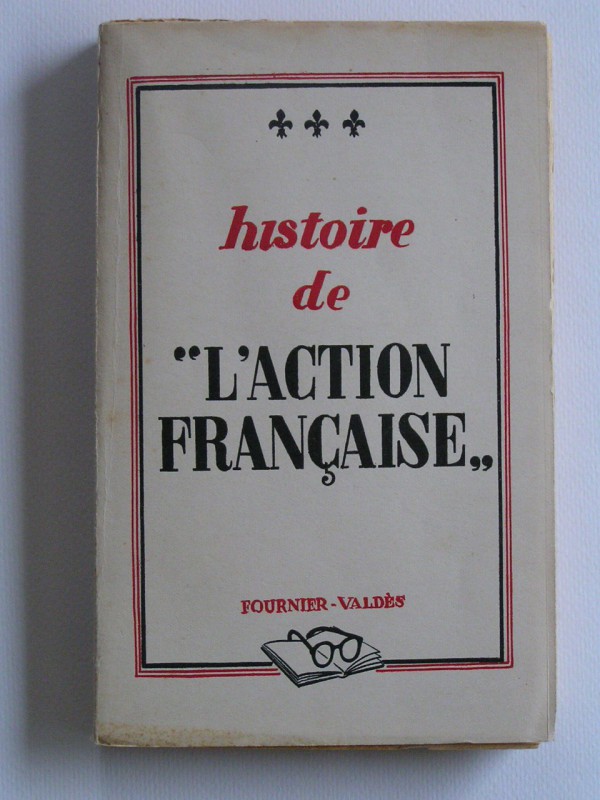 histoire
de
“L'ACTION
FRANÇAISE„
FOURNIER-VALDÈS